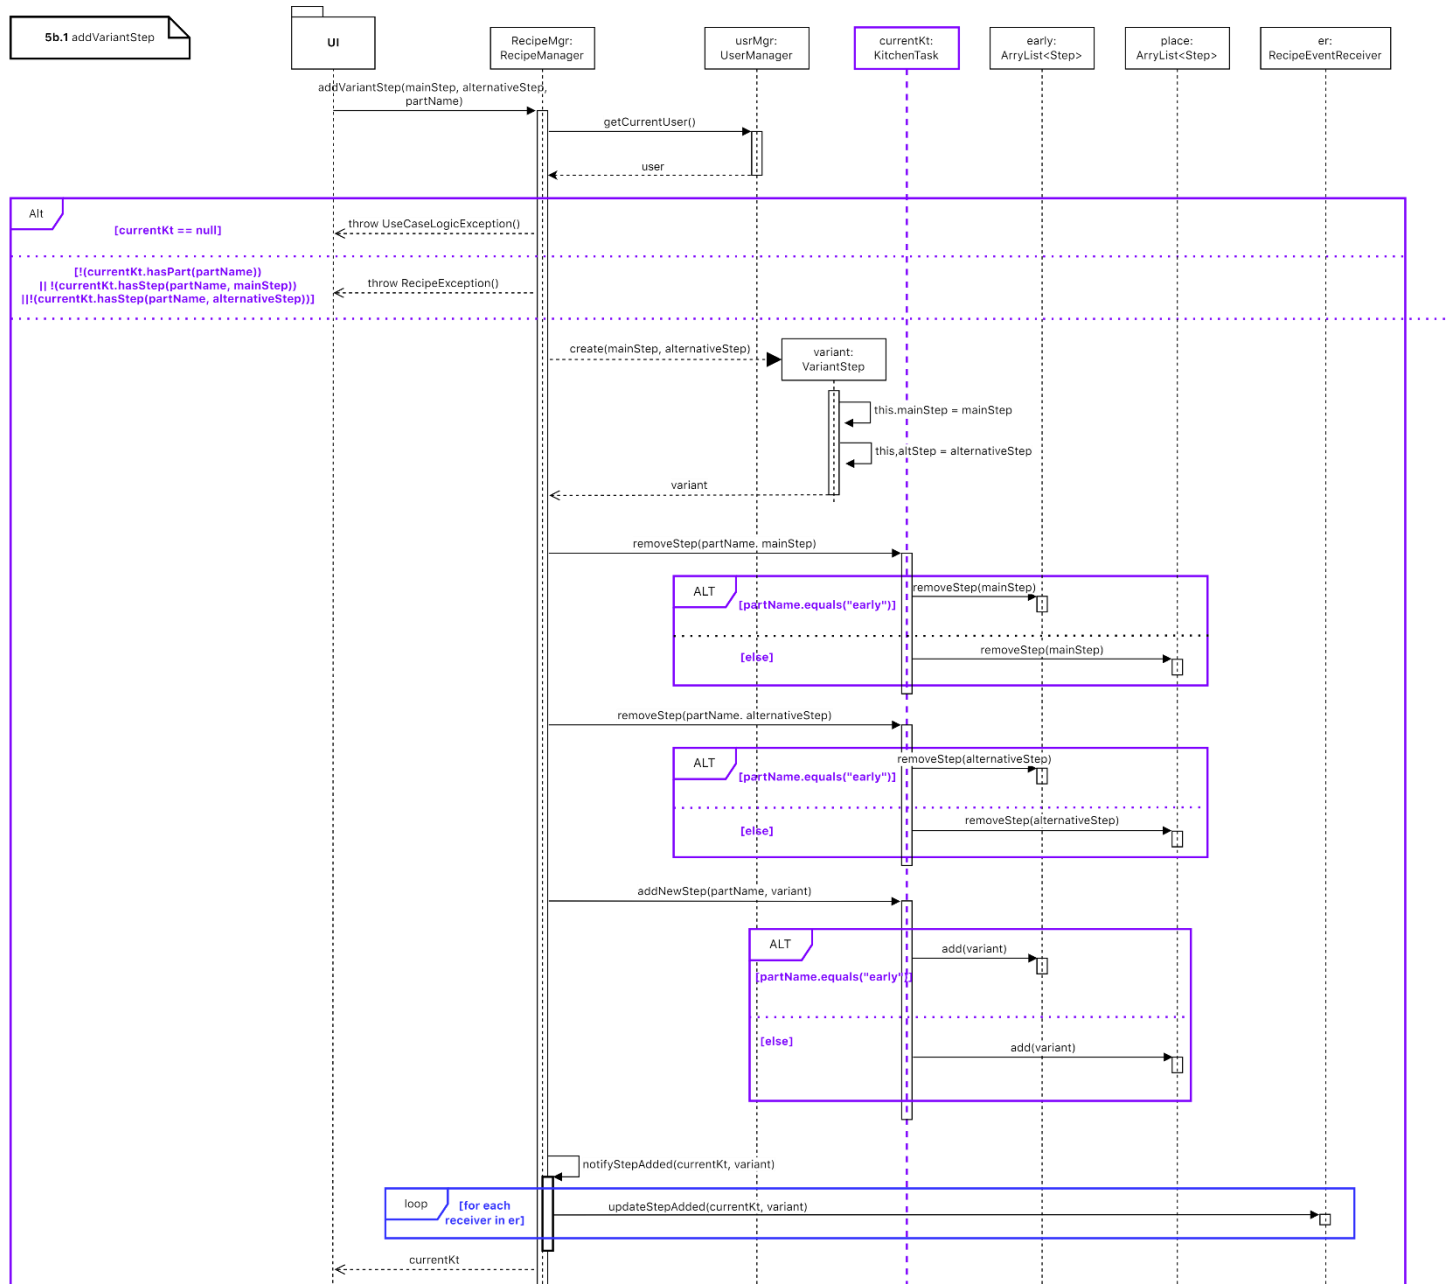 5b.1 addVariantStep
UI
RecipeMgr:
RecipeManager
usrMgr:
UserManager
currentKt:
KitchenTask
early:
ArryList<Step>
place:
ArryList<Step>
er:
RecipeEventReceiver
addVariantStep(mainStep, alternativeStep,
partName)
getCurrentUser()
user
Alt
[currentKt == null]
throw UseCaseLogicException()
[!(currentKt.hasPart(partName))
|| !(currentKt.hasStep(partName, mainStep))
||!(currentKt.hasStep(partName, alternativeStep))]
throw RecipeException()
create(mainStep, alternativeStep)
variant:
VariantStep
this.mainStep = mainStep
this,altStep = alternativeStep
variant
removeStep(partName. mainStep)
ALT
[partName.equals("early")]
removeStep(mainStep)
[else]
removeStep(mainStep)
removeStep(partName. alternativeStep)
ALT
[partName.equals("early")]
removeStep(alternativeStep)
[else]
removeStep(alternativeStep)
addNewStep(partName, variant)
ALT
[partName.equals("early")]
add(variant)
[else]
add(variant)
notifyStepAdded(currentKt, variant)
loop
[for each
receiver in er]
updateStepAdded(currentKt, variant)
currentKt